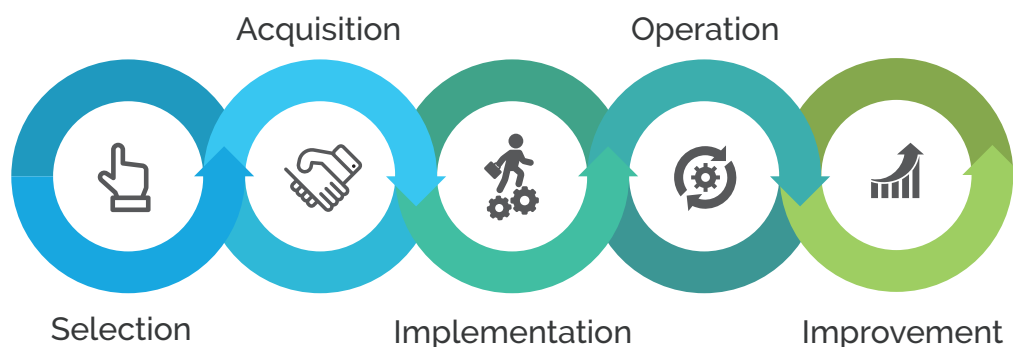 Acquisition
Operation
Selection
Implementation
Improvement